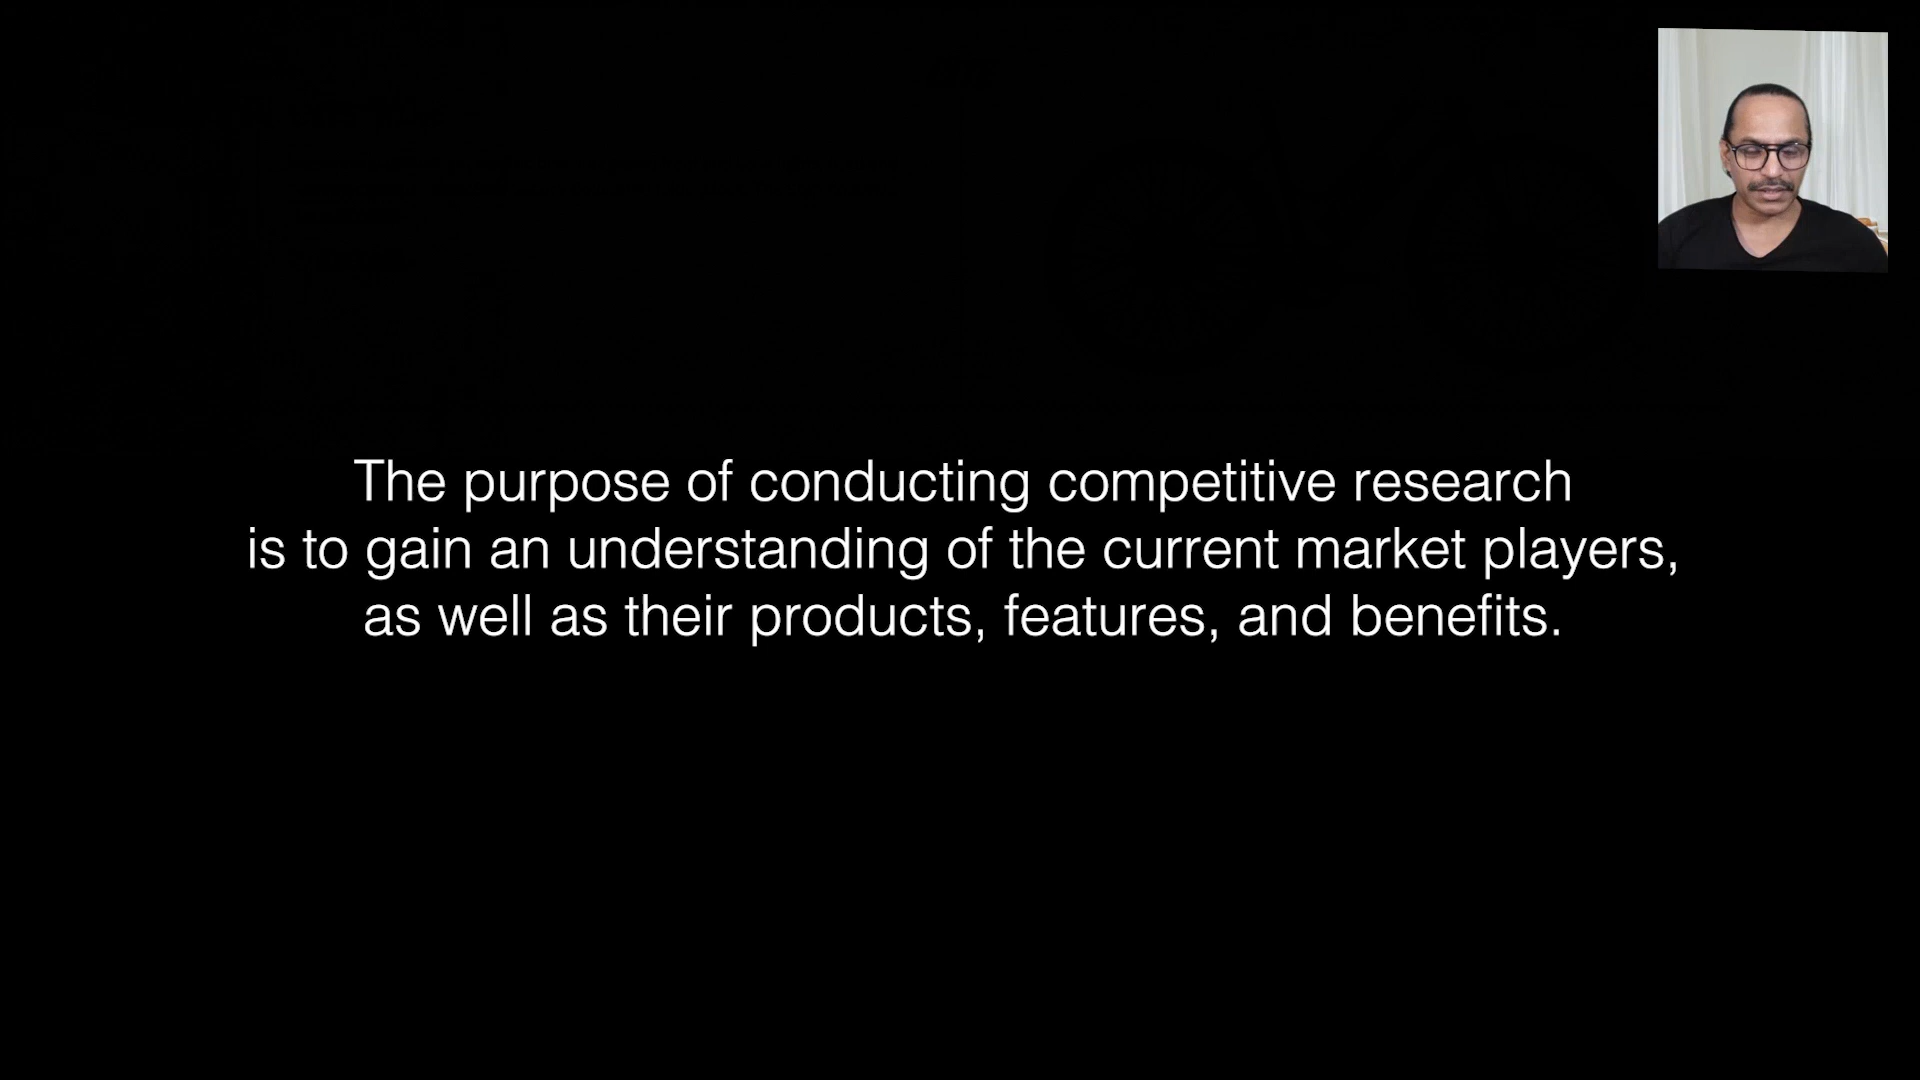 The purpose of conducting competitive research
is to gain an understanding of the current market players,
as well as their products, features, and benefits.